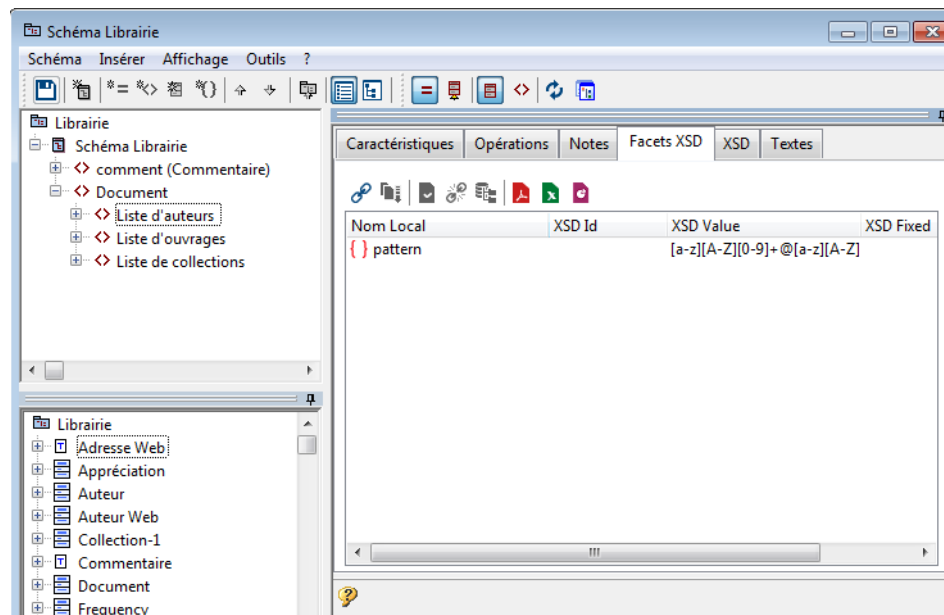 Schéma Librairie
Schéma Insérer Affichage Outils ?
Librairie
Schéma Librairie
comment (Commentaire)
Document
Liste d'auteurs
Liste d'ouvrages
Liste de collections
Librairie
Adresse Web
Appréciation
Auteur
Auteur Web
Collection-1
Commentaire
Document
Frequency
Caractéristiques Opérations Notes Facets XSD XSD Textes
Nom Local XSD Id XSD Value XSD Fixed
{ } pattern [a-z][A-Z][0-9]+@[a-z][A-Z]